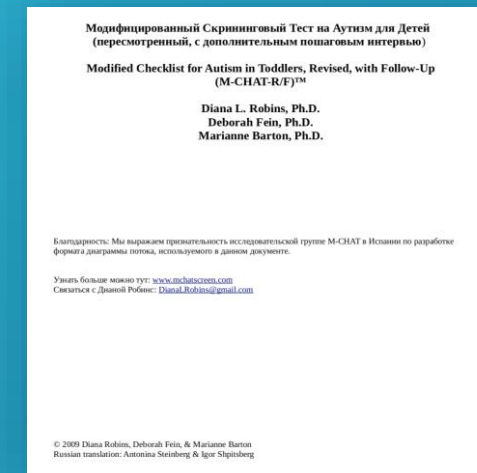 Модифицированный Скрининговый Тест на Аутизм для Детей
(пересмотренный, с дополнительным пошаговым интервью)
Modified Checklist for Autism in Toddlers, Revised, with Follow-Up
(M-CHAT-R/F)™
Diana L. Robins, Ph.D.
Deborah Fein, Ph.D.
Marianne Barton, Ph.D.
Благодарность: Мы выражаем признательность исследовательской группе M-CHAT в Испании по разработке
формата диаграммы потока, используемого в данном документе.
Узнать больше можно тут: www.mchatscreen.com
Связаться с Дианой Робинс: DianaLRobins@gmail.com
© 2009 Diana Robins, Deborah Fein, & Marianne Barton
Russian translation: Antonina Steinberg & Igor Shpitsberg